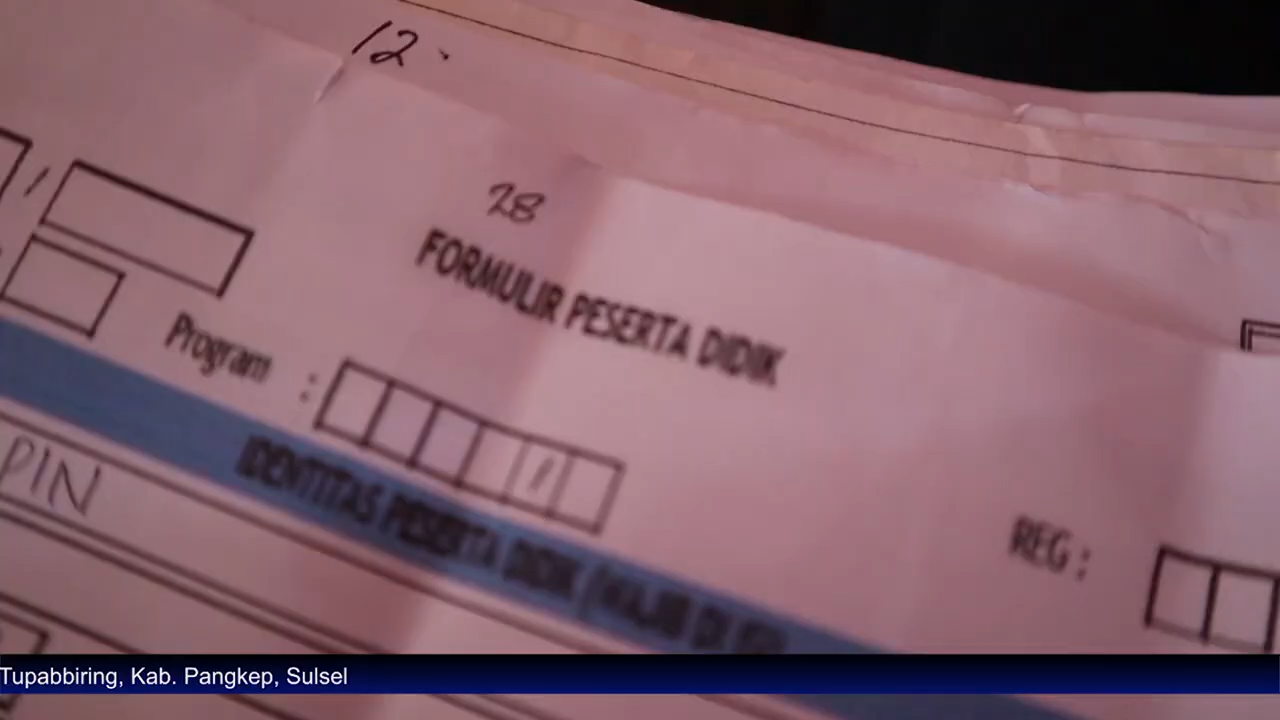 12.
28
FORMULIR PESERTA DIDIK
Program :
IDENTITAS PESERTA DIDIK (WAJIB DI ISI
PIN
REG :
Tupabbiring, Kab. Pangkep, Sulsel